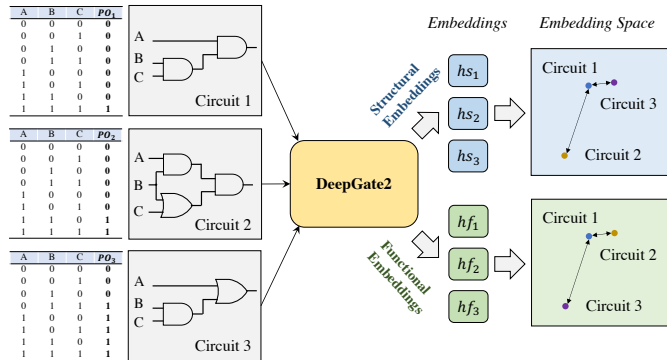 A B C PO₁
0 0 0 0
0 0 1 0
0 1 0 0
0 1 1 0
1 0 0 0
1 0 1 0
1 1 0 0
1 1 1 1
A
B
C
Circuit 1
A B C PO₂
0 0 0 0
0 0 1 0
0 1 0 0
0 1 1 0
1 0 0 0
1 0 1 0
1 1 0 1
1 1 1 1
A
B
C
Circuit 2
A B C PO₃
0 0 0 0
0 0 1 0
0 1 0 0
0 1 1 1
1 0 0 1
1 0 1 1
1 1 0 1
1 1 1 1
A
B
C
Circuit 3
DeepGate2
Structural
Embeddings
Functional
Embeddings
Embeddings
hs₁
hs₂
hs₃
hf₁
hf₂
hf₃
Embedding Space
Circuit 1
Circuit 3
Circuit 2
Circuit 1
Circuit 2
Circuit 3